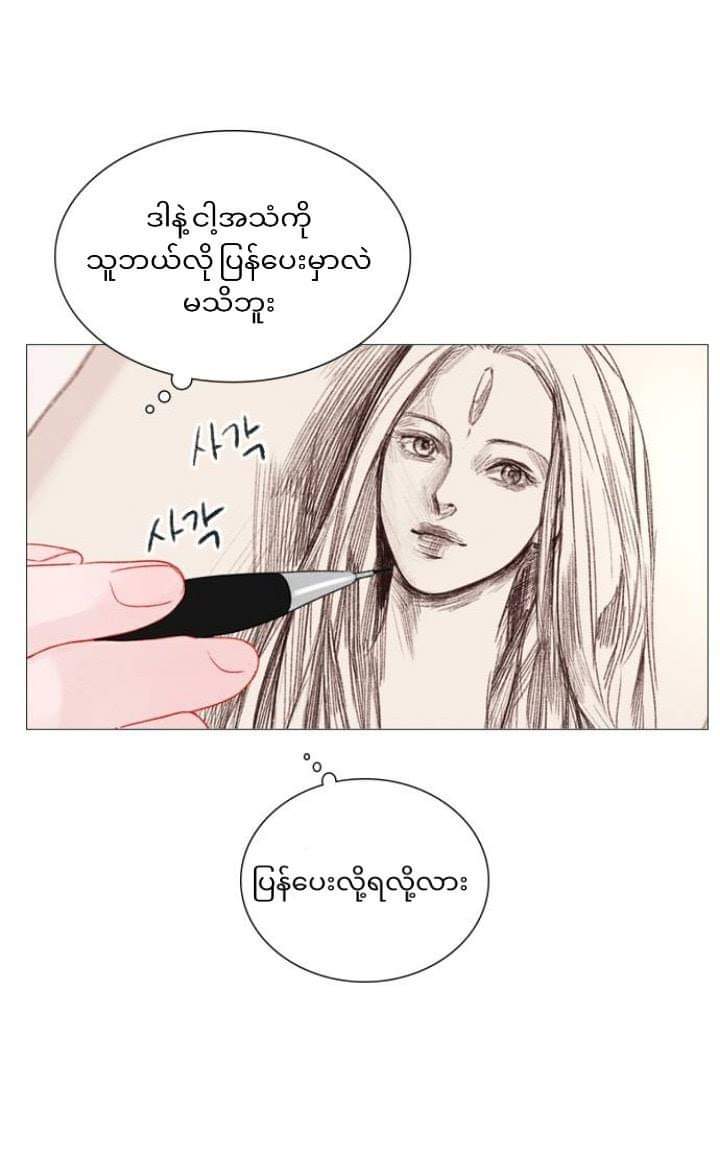 ဒါနဲ့ ငါ့အသံကို
သူဘယ်လို ပြန်ပေးမှာလဲ
မသိဘူး
사각
사각
ပြန်ပေးလို့ရလို့လား